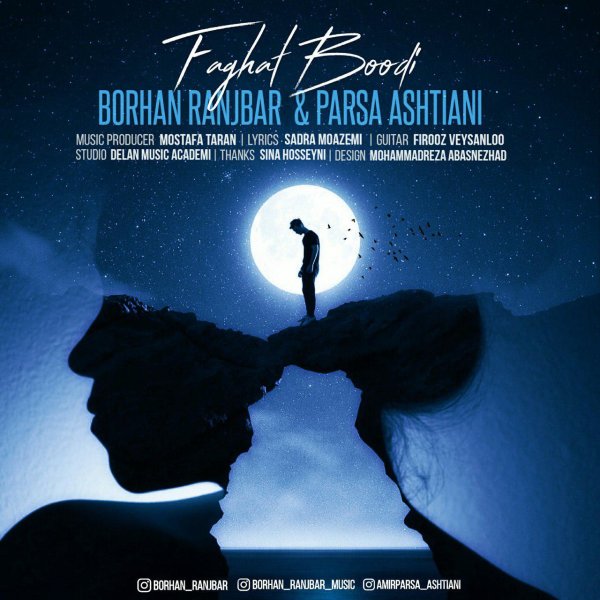 Faghat Boodi
BORHAN RANJBAR & PARSA ASHTIANI
MUSIC PRODUCER MOSTAFA TARAN | LYRICS SADRA MOAZEMI | GUITAR FIROOZ VEYSANLOO
STUDIO DELAN MUSIC ACADEMI | THANKS SINA HOSSEYNI | DESIGN MOHAMMADREZA ABASNEZHAD
BORHAN_RANJBAR BORHAN_RANJBAR_MUSIC AMIRPARSA_ASHTIANI